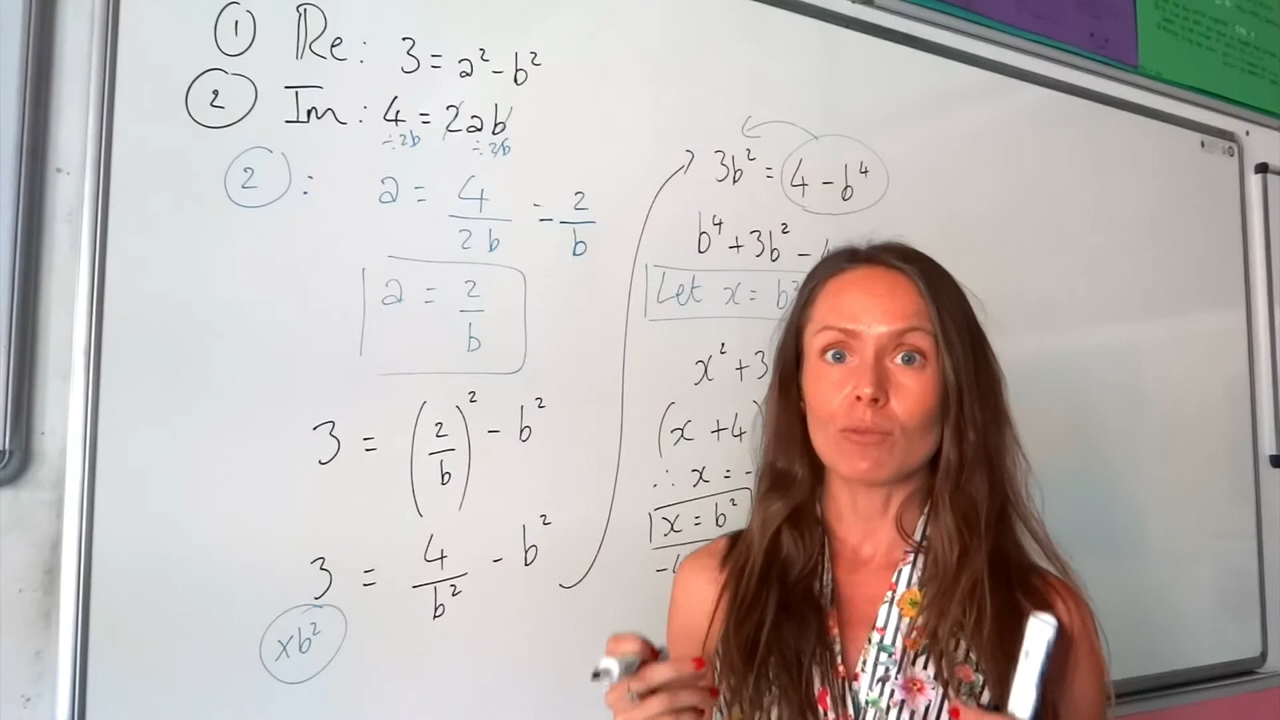 ① Re: 3 = a² - b²
② Im: 4 = 2ab
÷2b ÷2b
②: a = 4/2b = 2/b
a = 2/b
3 = (2/b)² - b²
3 = 4/b² - b²
×b²
3b² = 4 - b⁴
b⁴ + 3b² -
Let x = b²
x² + 3
(x + 4)
∴ x = -
x = b²